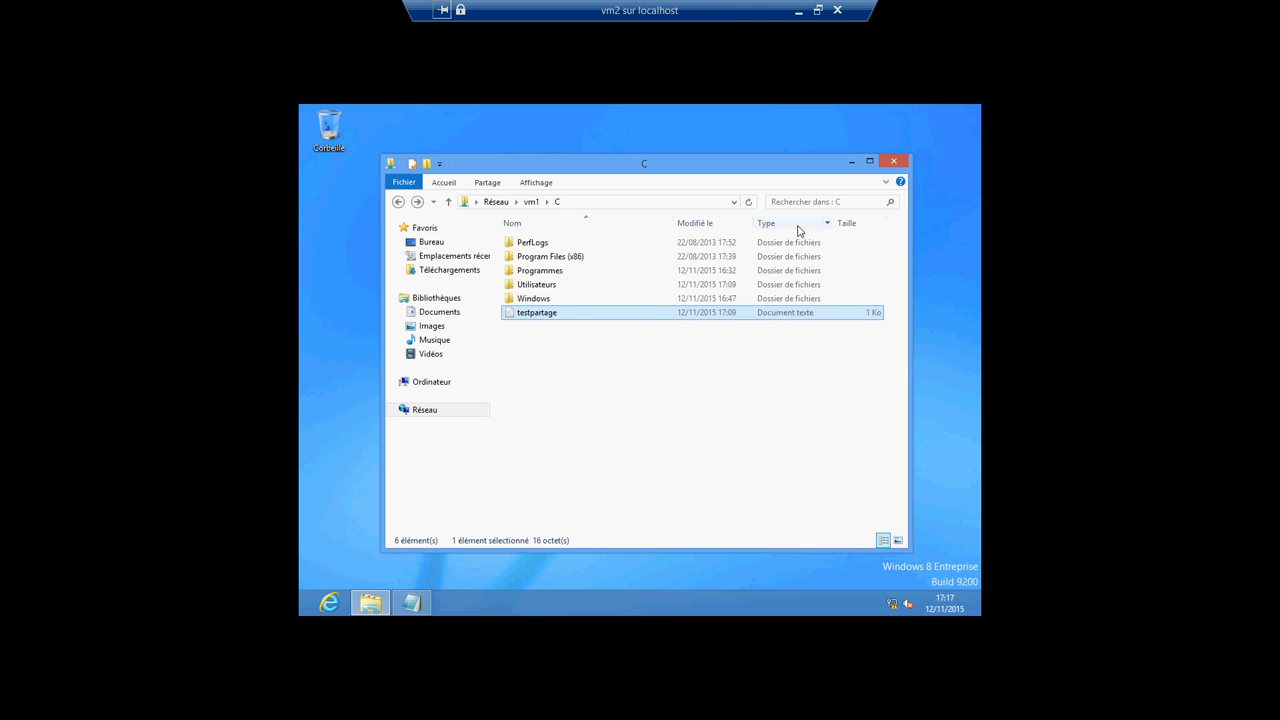 vm2 sur localhost
Corbeille
C
Fichier Accueil Partage Affichage
Réseau vm1 C Rechercher dans : C
Nom Modifié le Type Taille
Favoris
Bureau
Emplacements récer
Téléchargements
Bibliothèques
Documents
Images
Musique
Vidéos
Ordinateur
Réseau
PerfLogs 22/08/2013 17:52 Dossier de fichiers
Program Files (x86) 22/08/2013 17:39 Dossier de fichiers
Programmes 12/11/2015 16:32 Dossier de fichiers
Utilisateurs 12/11/2015 17:09 Dossier de fichiers
Windows 12/11/2015 16:47 Dossier de fichiers
testpartage 12/11/2015 17:09 Document texte 1 Ko
6 élément(s) 1 élément sélectionné 16 octet(s)
Windows 8 Entreprise
Build 9200
17:17
12/11/2015